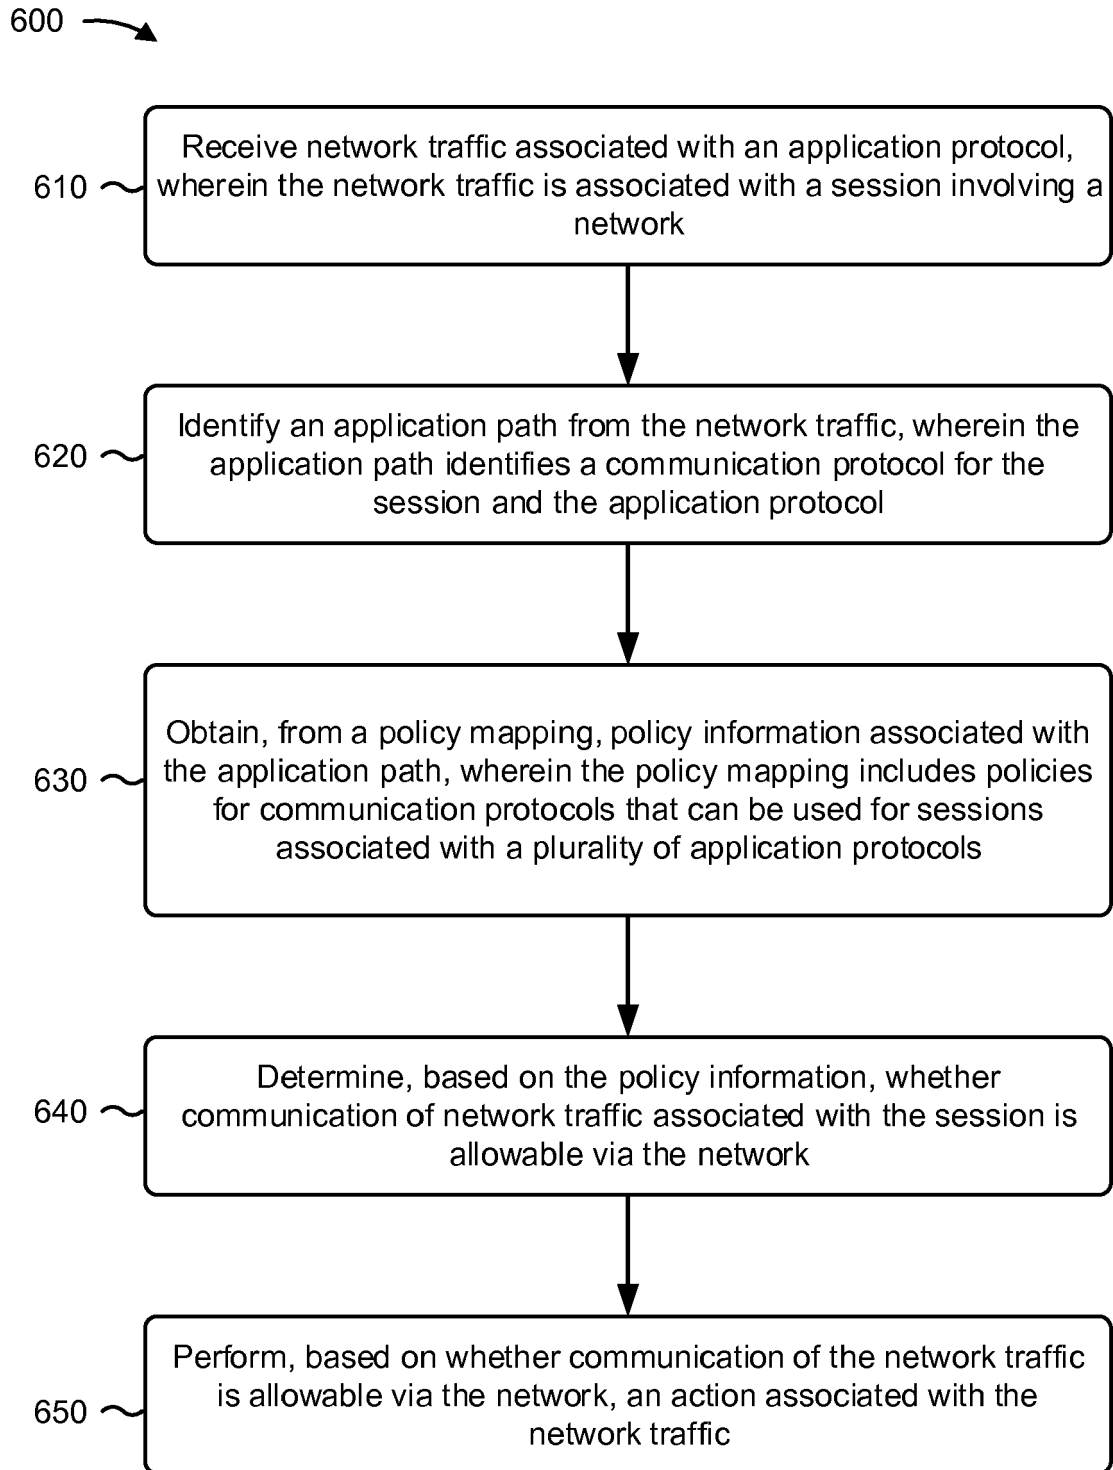 600
Receive network traffic associated with an application protocol,
wherein the network traffic is associated with a session involving a
network
610
Identify an application path from the network traffic, wherein the
application path identifies a communication protocol for the
session and the application protocol
620
Obtain, from a policy mapping, policy information associated with
the application path, wherein the policy mapping includes policies
for communication protocols that can be used for sessions
associated with a plurality of application protocols
630
Determine, based on the policy information, whether
communication of network traffic associated with the session is
allowable via the network
640
Perform, based on whether communication of the network traffic
is allowable via the network, an action associated with the
network traffic
650